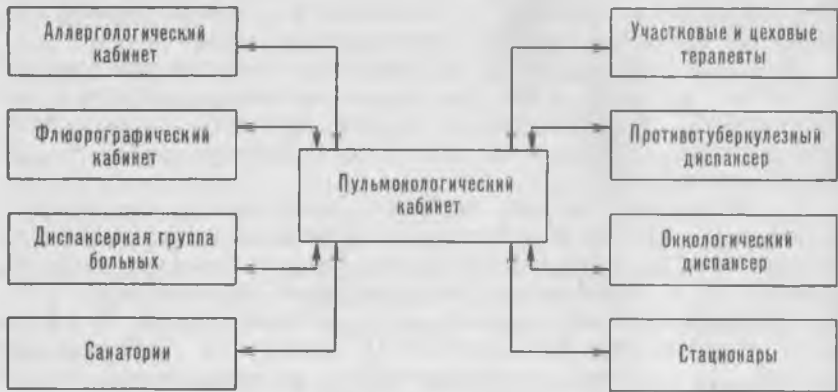 Аллергологический
кабинет
Флюорографический
кабинет
Диспансерная группа
больных
Санатории
Пульмонологический
кабинет
Участковые и цеховые
терапевты
Противотуберкулезный
диспансер
Онкологический
диспансер
Стационары